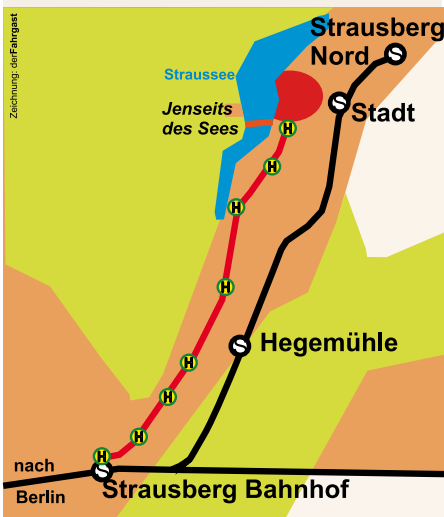 Zeichnung: derFahrgast
Strausberg
Nord
Straussee
Jenseits
des Sees
Stadt
H
H
H
H
H
H
H
H
S
S
S
S
Hegemühle
nach
Berlin
Strausberg Bahnhof